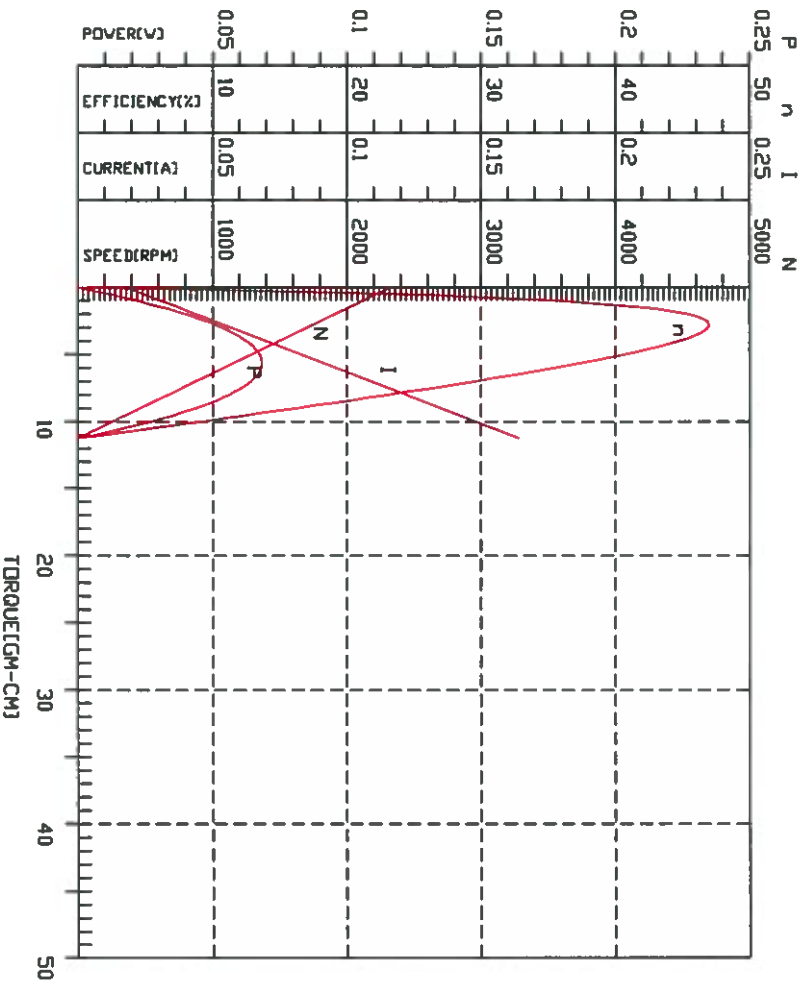 P n I N
0.25 50 0.25 5000
0.2 40 0.2 4000
0.15 30 0.15 3000
0.1 20 0.1 2000
0.05 10 0.05 1000
POWER[W] EFFICIENCY[%] CURRENT[A] SPEED[RPM]
n
I
N
P
10 20 30 40 50
TORQUE[GM-CM]